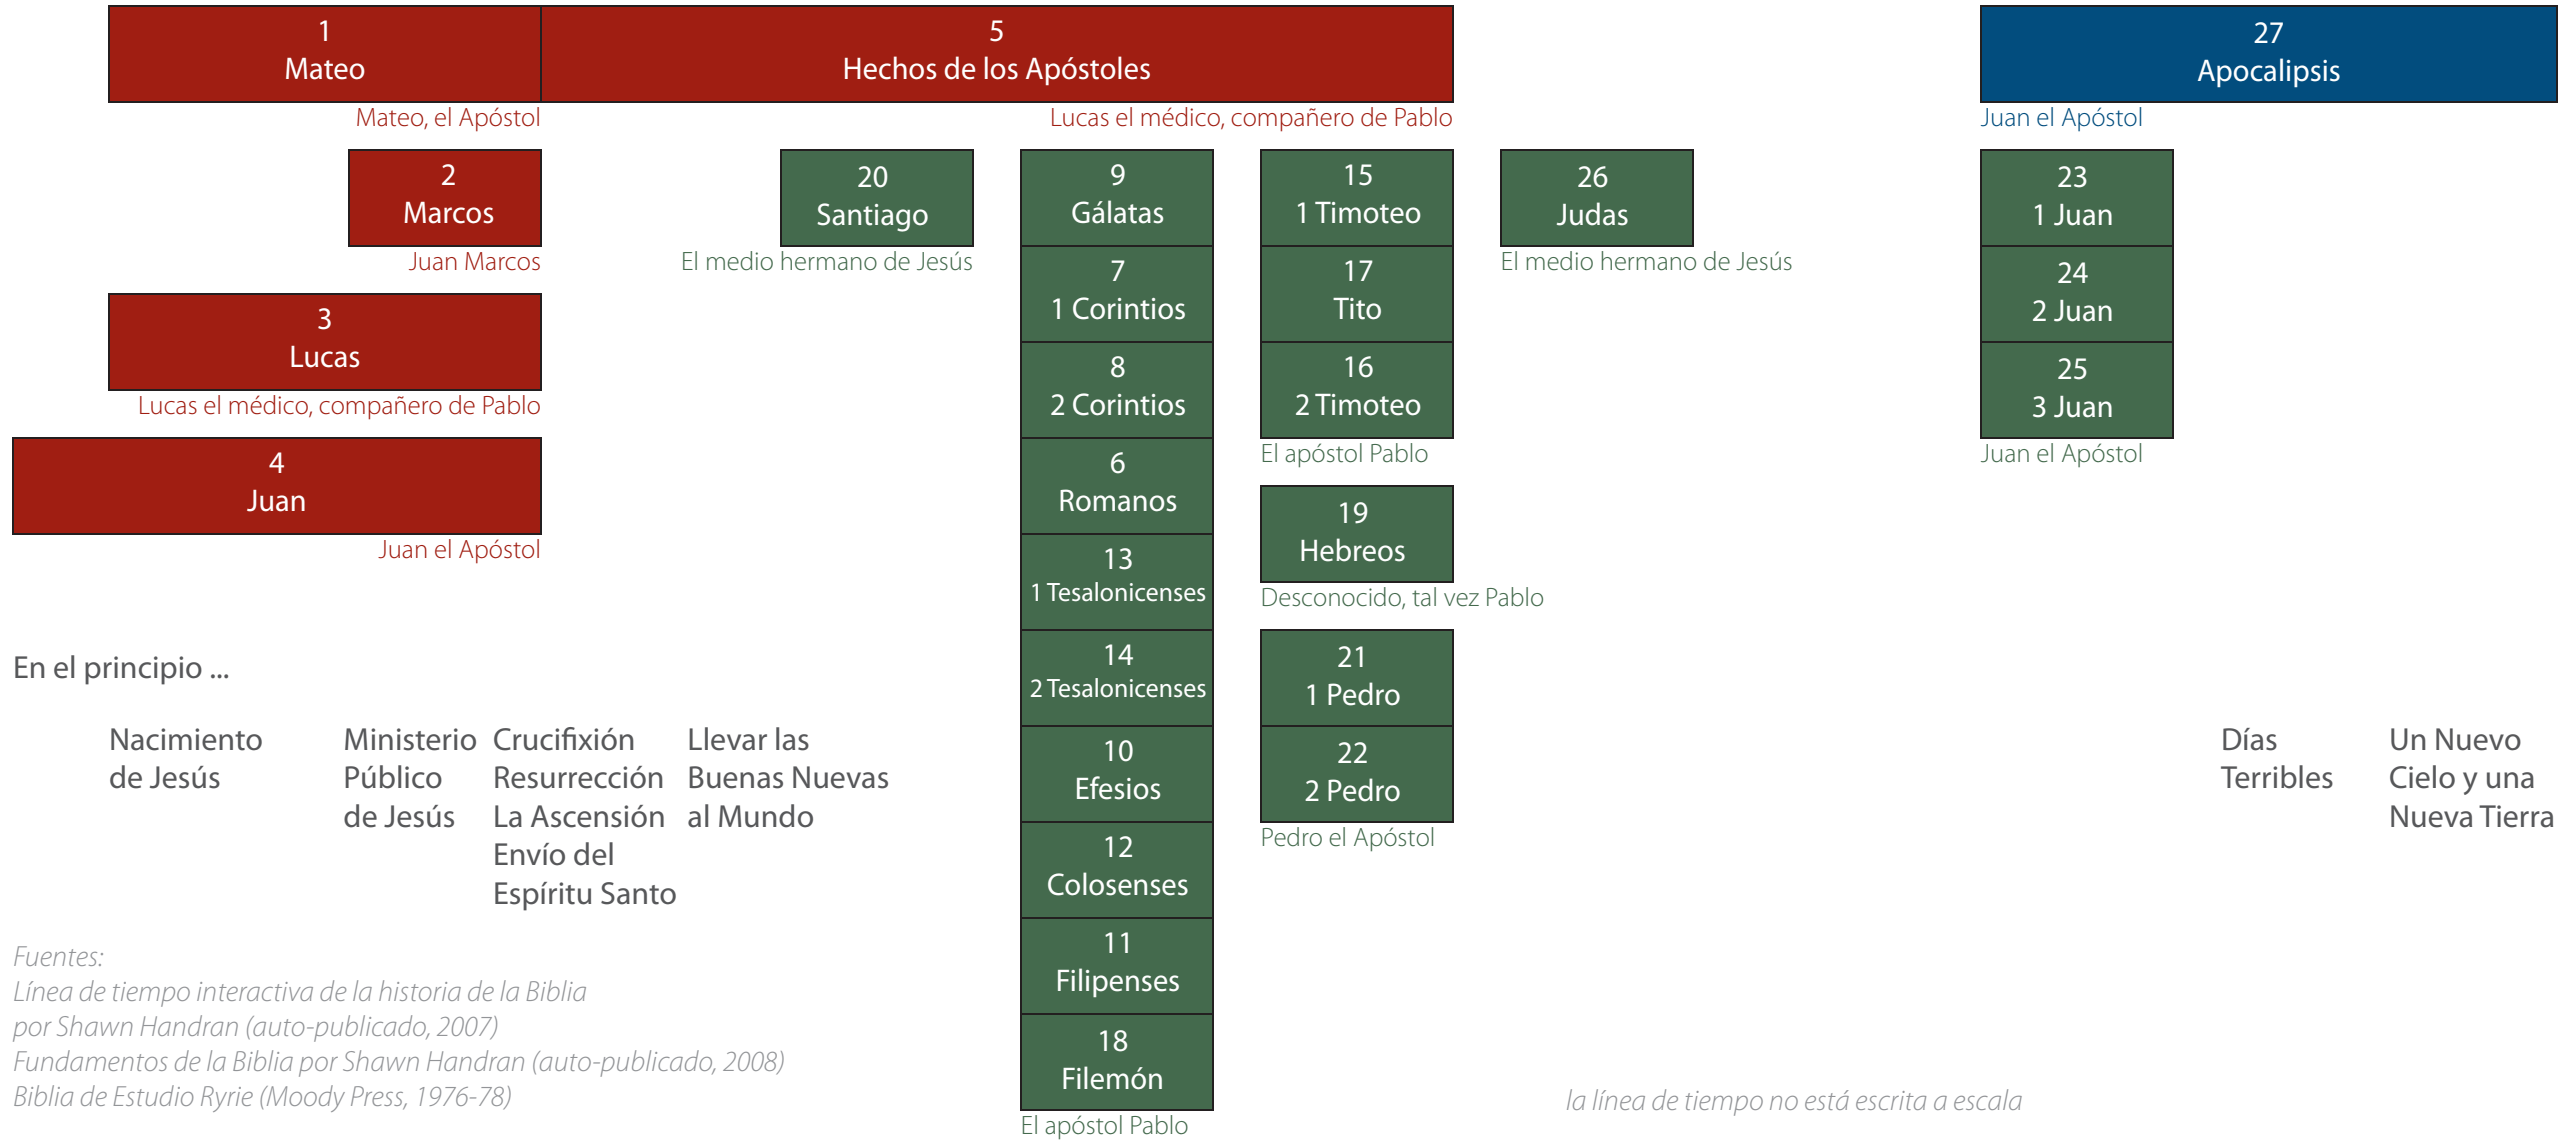 1
Mateo
Mateo, el Apóstol
5
Hechos de los Apóstoles
Lucas el médico, compañero de Pablo
27
Apocalipsis
Juan el Apóstol
2
Marcos
Juan Marcos
3
Lucas
Lucas el médico, compañero de Pablo
4
Juan
Juan el Apóstol
20
Santiago
El medio hermano de Jesús
9
Gálatas
7
1 Corintios
8
2 Corintios
6
Romanos
13
1 Tesalonicenses
14
2 Tesalonicenses
10
Efesios
12
Colosenses
11
Filipenses
18
Filemón
El apóstol Pablo
15
1 Timoteo
17
Tito
16
2 Timoteo
El apóstol Pablo
19
Hebreos
Desconocido, tal vez Pablo
21
1 Pedro
22
2 Pedro
Pedro el Apóstol
26
Judas
El medio hermano de Jesús
23
1 Juan
24
2 Juan
25
3 Juan
Juan el Apóstol
En el principio ...
Nacimiento
de Jesús
Ministerio
Público
de Jesús
Crucifixión
Resurrección
La Ascensión
Envío del
Espíritu Santo
Llevar las
Buenas Nuevas
al Mundo
Días
Terribles
Un Nuevo
Cielo y una
Nueva Tierra
Fuentes:
Línea de tiempo interactiva de la historia de la Biblia
por Shawn Handran (auto-publicado, 2007)
Fundamentos de la Biblia por Shawn Handran (auto-publicado, 2008)
Biblia de Estudio Ryrie (Moody Press, 1976-78)
la línea de tiempo no está escrita a escala